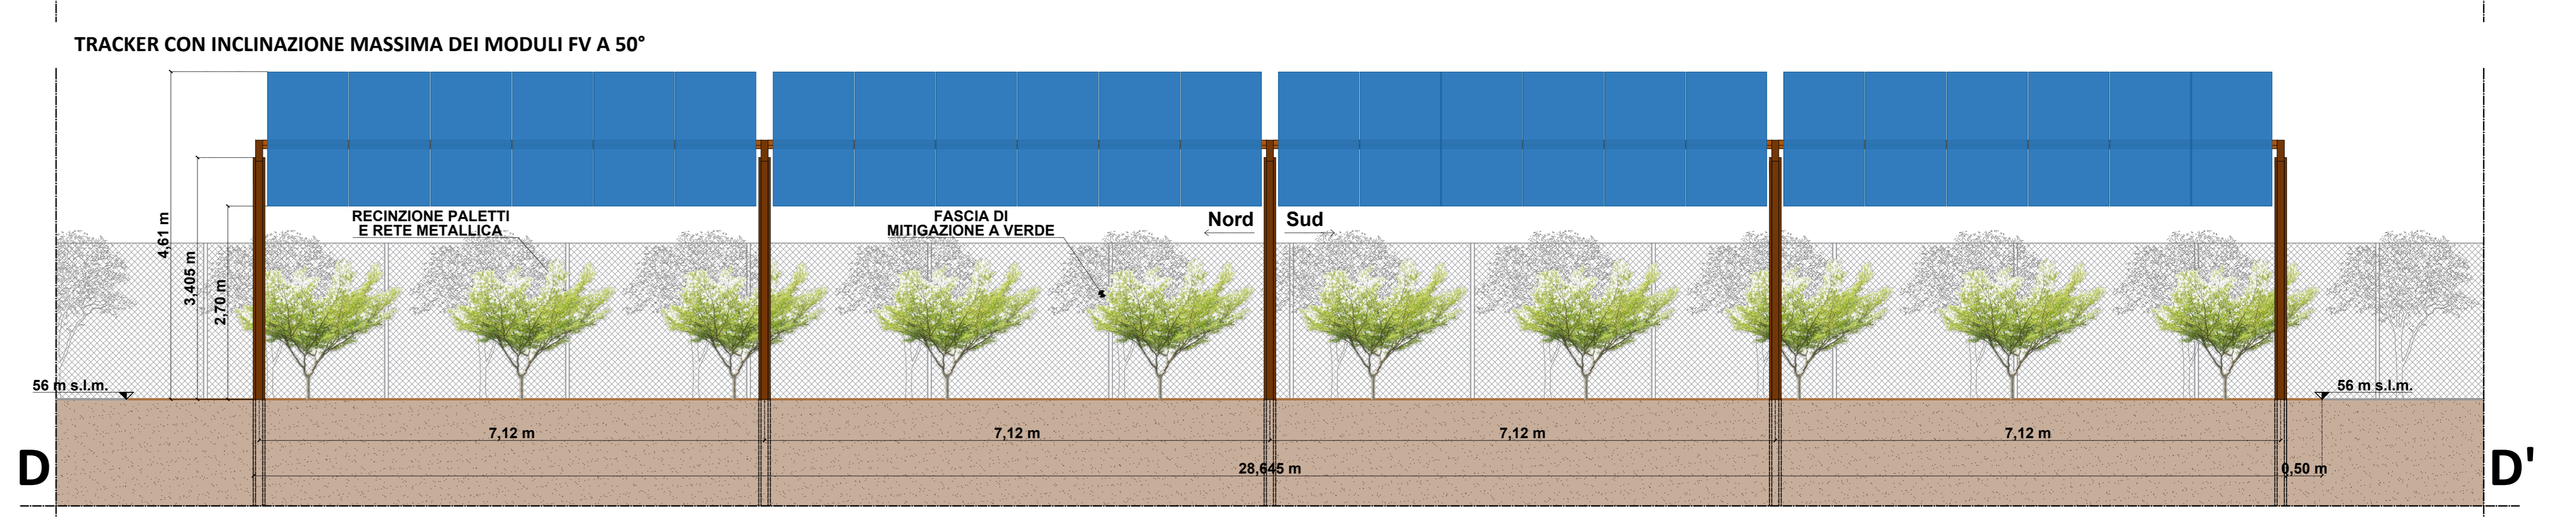 TRACKER CON INCLINAZIONE MASSIMA DEI MODULI FV A 50°
4,61 m
3,405 m
2,70 m
RECINZIONE PALETTI
E RETE METALLICA
FASCIA DI
MITIGAZIONE A VERDE
Nord
Sud
56 m s.l.m.
56 m s.l.m.
7,12 m
7,12 m
7,12 m
7,12 m
28,645 m
0,50 m
D
D'